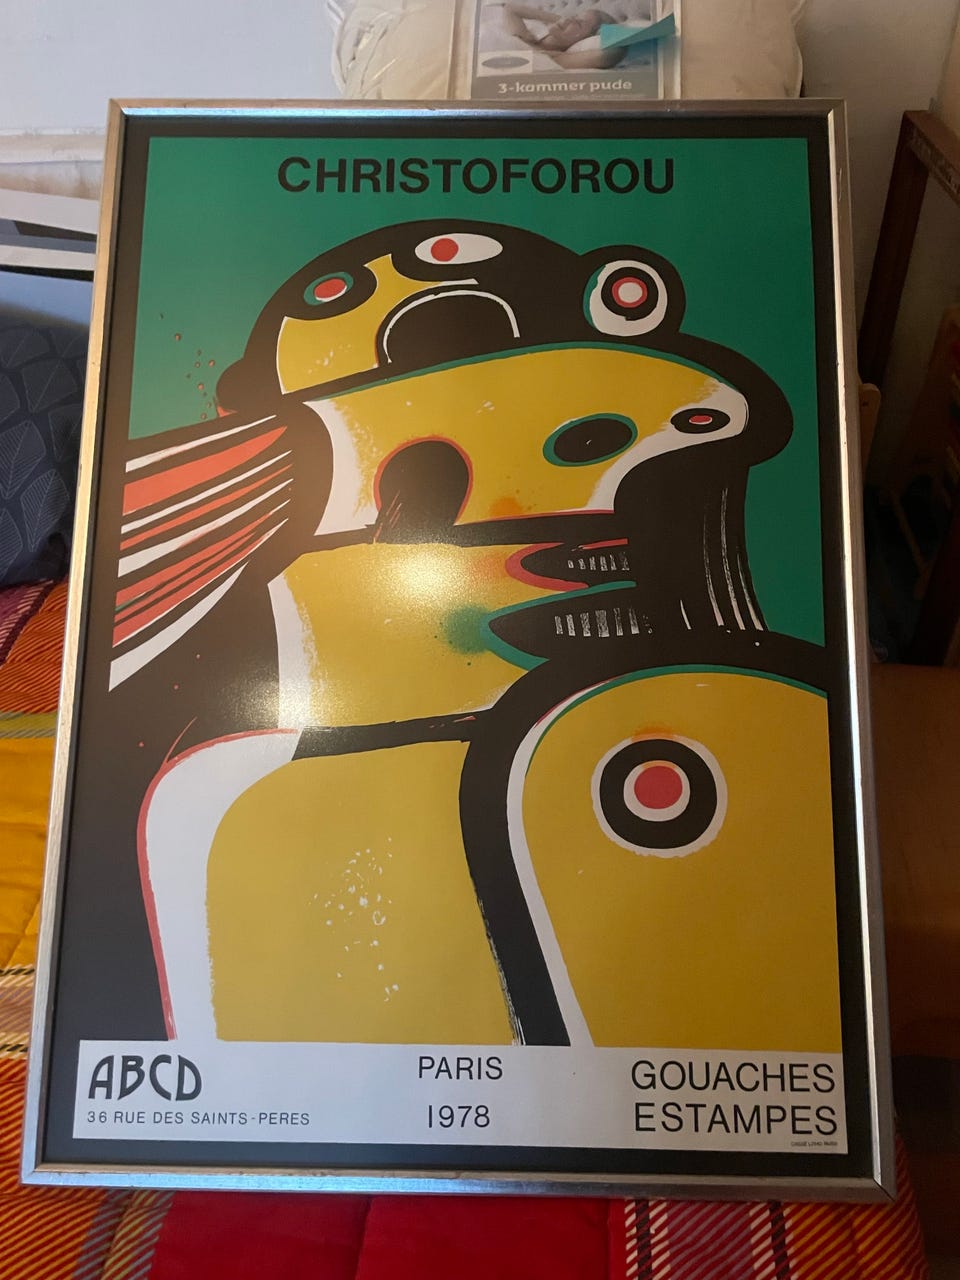 3-kammer pude
CHRISTOFOROU
ABCD
36 RUE DES SAINTS-PERES
PARIS
1978
GOUACHES
ESTAMPES